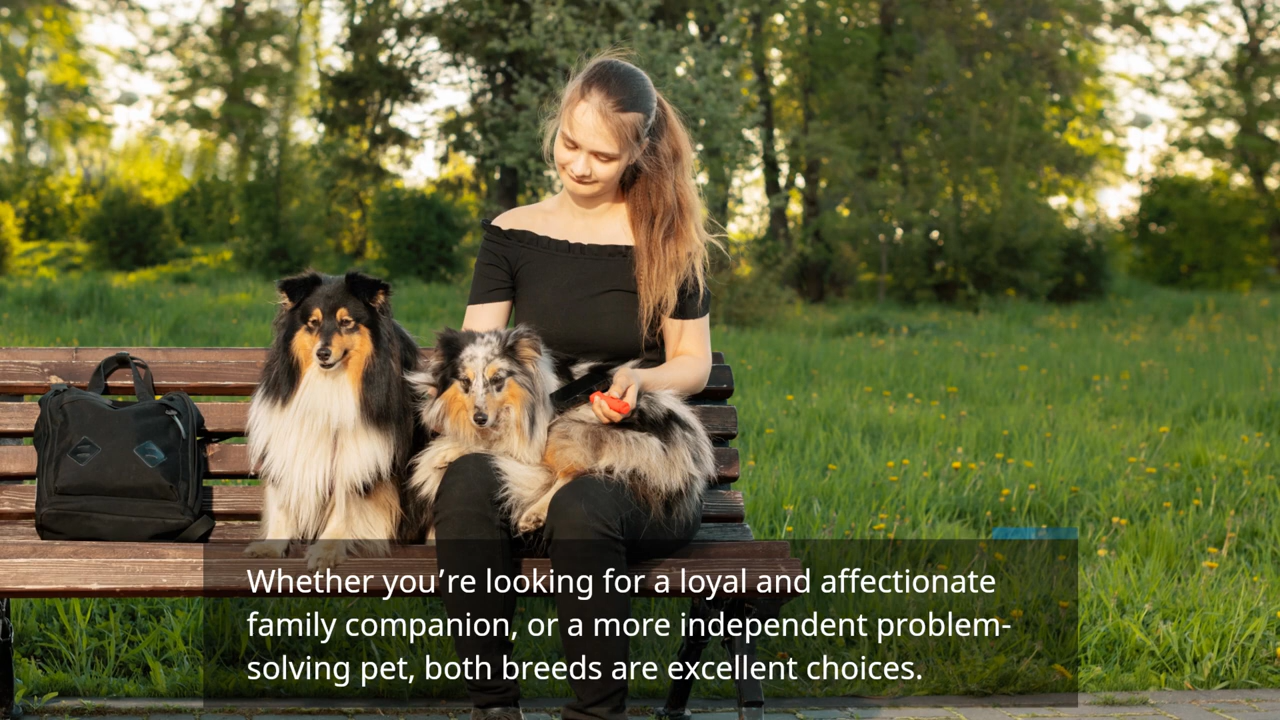 Whether you’re looking for a loyal and affectionate
family companion, or a more independent problem-
solving pet, both breeds are excellent choices.